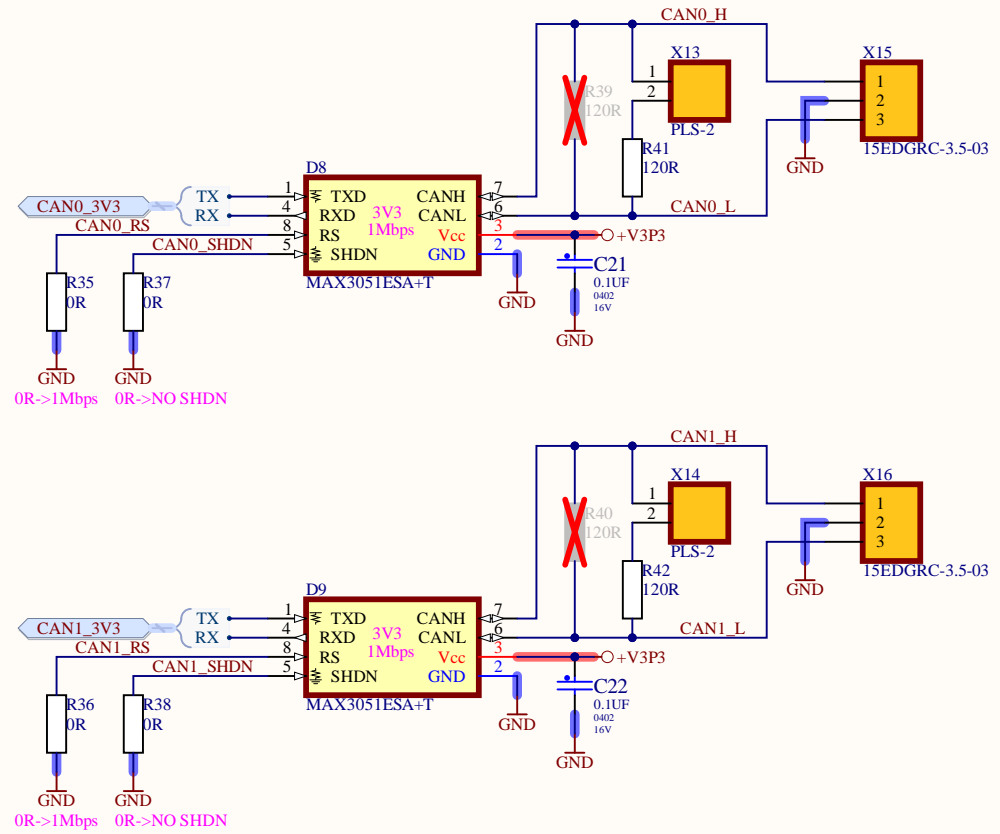 CAN0_H
X13
X15
1
2
R39
120R
1
2
3
PLS-2
R41
120R
15EDGRC-3.5-03
GND
D8
CAN0_3V3
TX
RX
1
4
8
5
TXD
RXD
RS
SHDN
3V3
1Mbps
CANH
CANL
Vcc
GND
7
6
3
2
CAN0_L
+V3P3
CAN0_RS
CAN0_SHDN
MAX3051ESA+T
C21
0.1UF
0402
16V
R35
0R
R37
0R
GND
GND
GND
GND
0R->1Mbps
0R->NO SHDN
CAN1_H
X14
X16
1
2
R40
120R
1
2
3
PLS-2
R42
120R
15EDGRC-3.5-03
GND
D9
CAN1_3V3
TX
RX
1
4
8
5
TXD
RXD
RS
SHDN
3V3
1Mbps
CANH
CANL
Vcc
GND
7
6
3
2
CAN1_L
+V3P3
CAN1_RS
CAN1_SHDN
MAX3051ESA+T
C22
0.1UF
0402
16V
R36
0R
R38
0R
GND
GND
GND
GND
0R->1Mbps
0R->NO SHDN